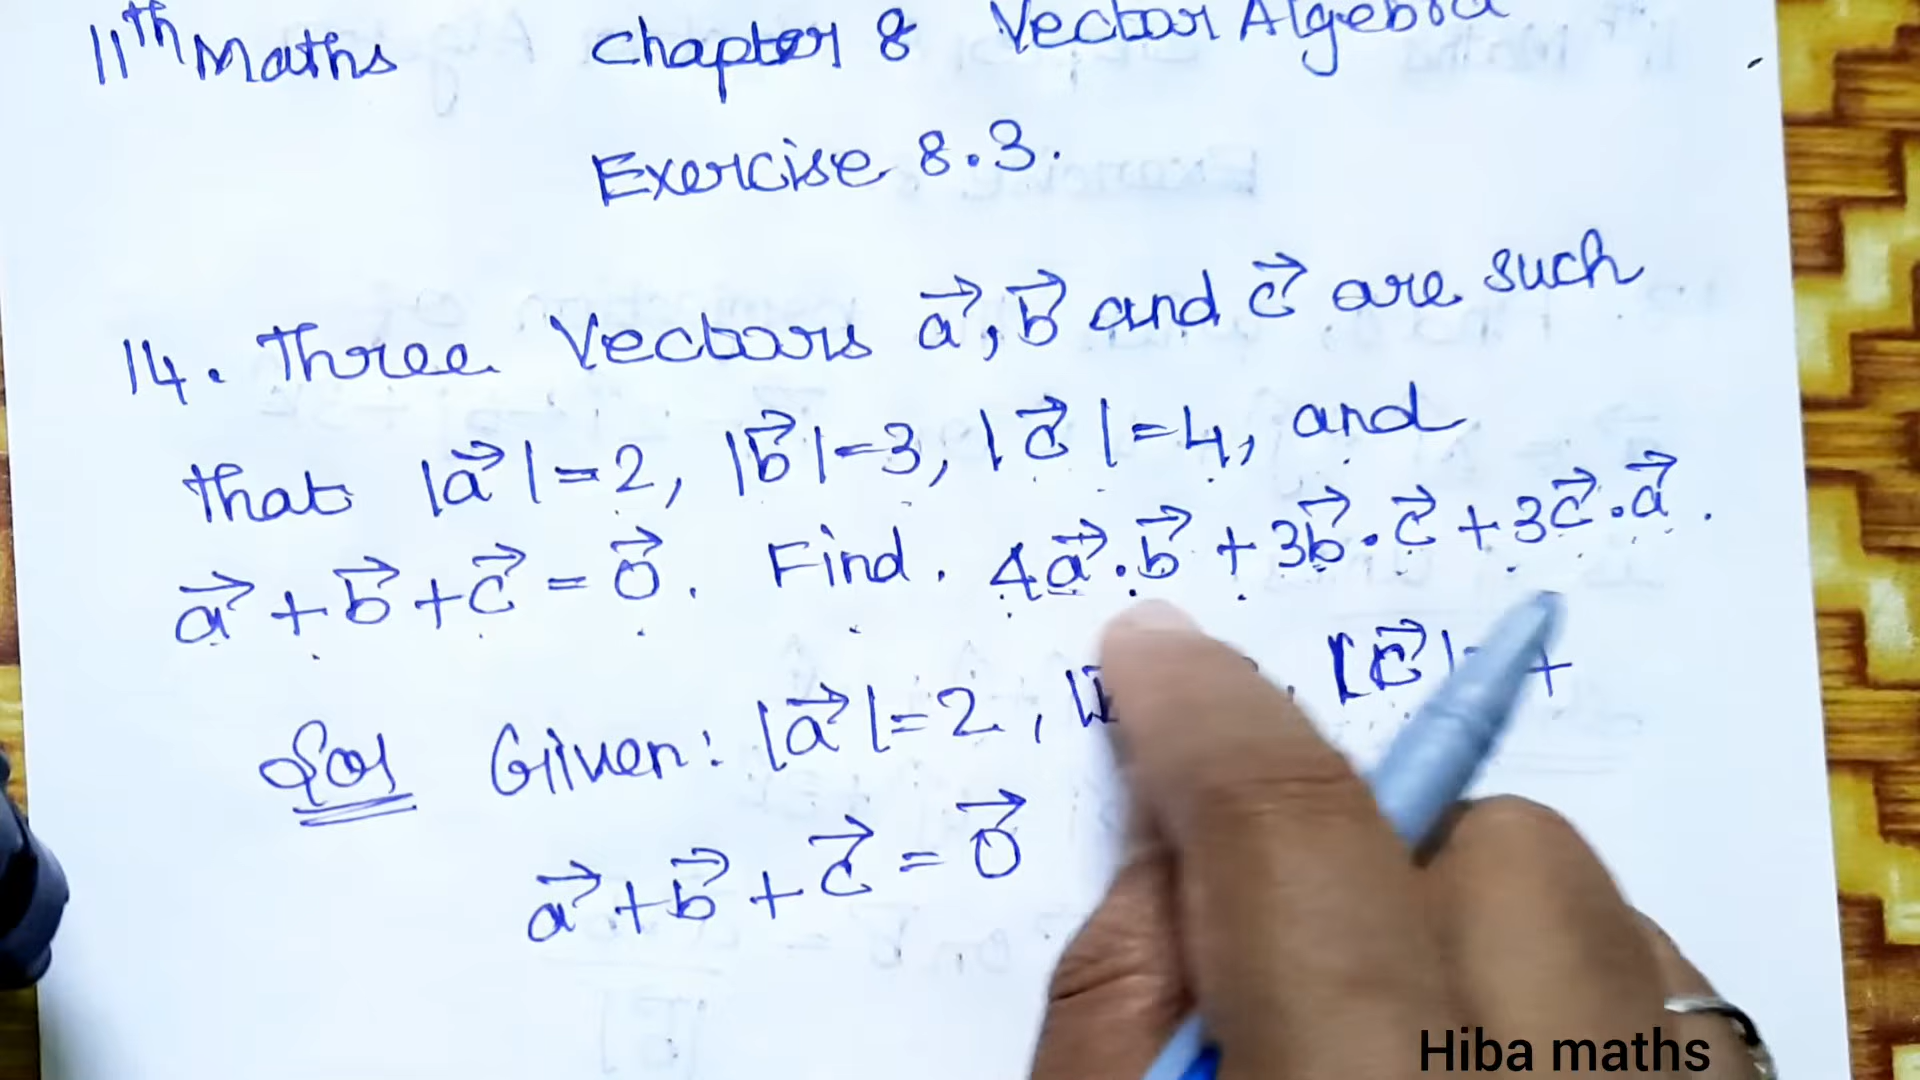 11th Maths Chapter 8 Vector Algebra
Exercise 8.3.
14. Three Vectors a⃗, b⃗ and c⃗ are such
that |a⃗| = 2, |b⃗| = 3, |c⃗| = 4, and
a⃗ + b⃗ + c⃗ = 0⃗. Find. 4a⃗·b⃗ + 3b⃗·c⃗ + 3c⃗·a⃗.
Sol Given: |a⃗| = 2, |c⃗|
a⃗ + b⃗ + c⃗ = 0⃗
Hiba maths